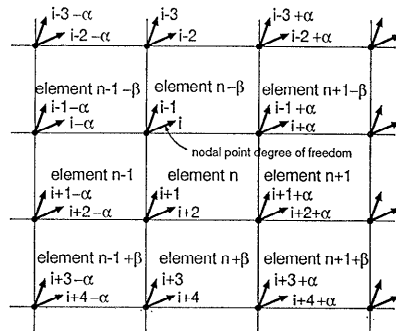 i-3-α i-3 i-3+α
i-2-α i-2 i-2+α
element n-1-β element n-β element n+1-β
i-1-α i-1 i-1+α
i-α i i+α
nodal point degree of freedom
element n-1 element n element n+1
i+1-α i+1 i+1+α
i+2-α i+2 i+2+α
element n-1+β element n+β element n+1+β
i+3-α i+3 i+3+α
i+4-α i+4 i+4+α